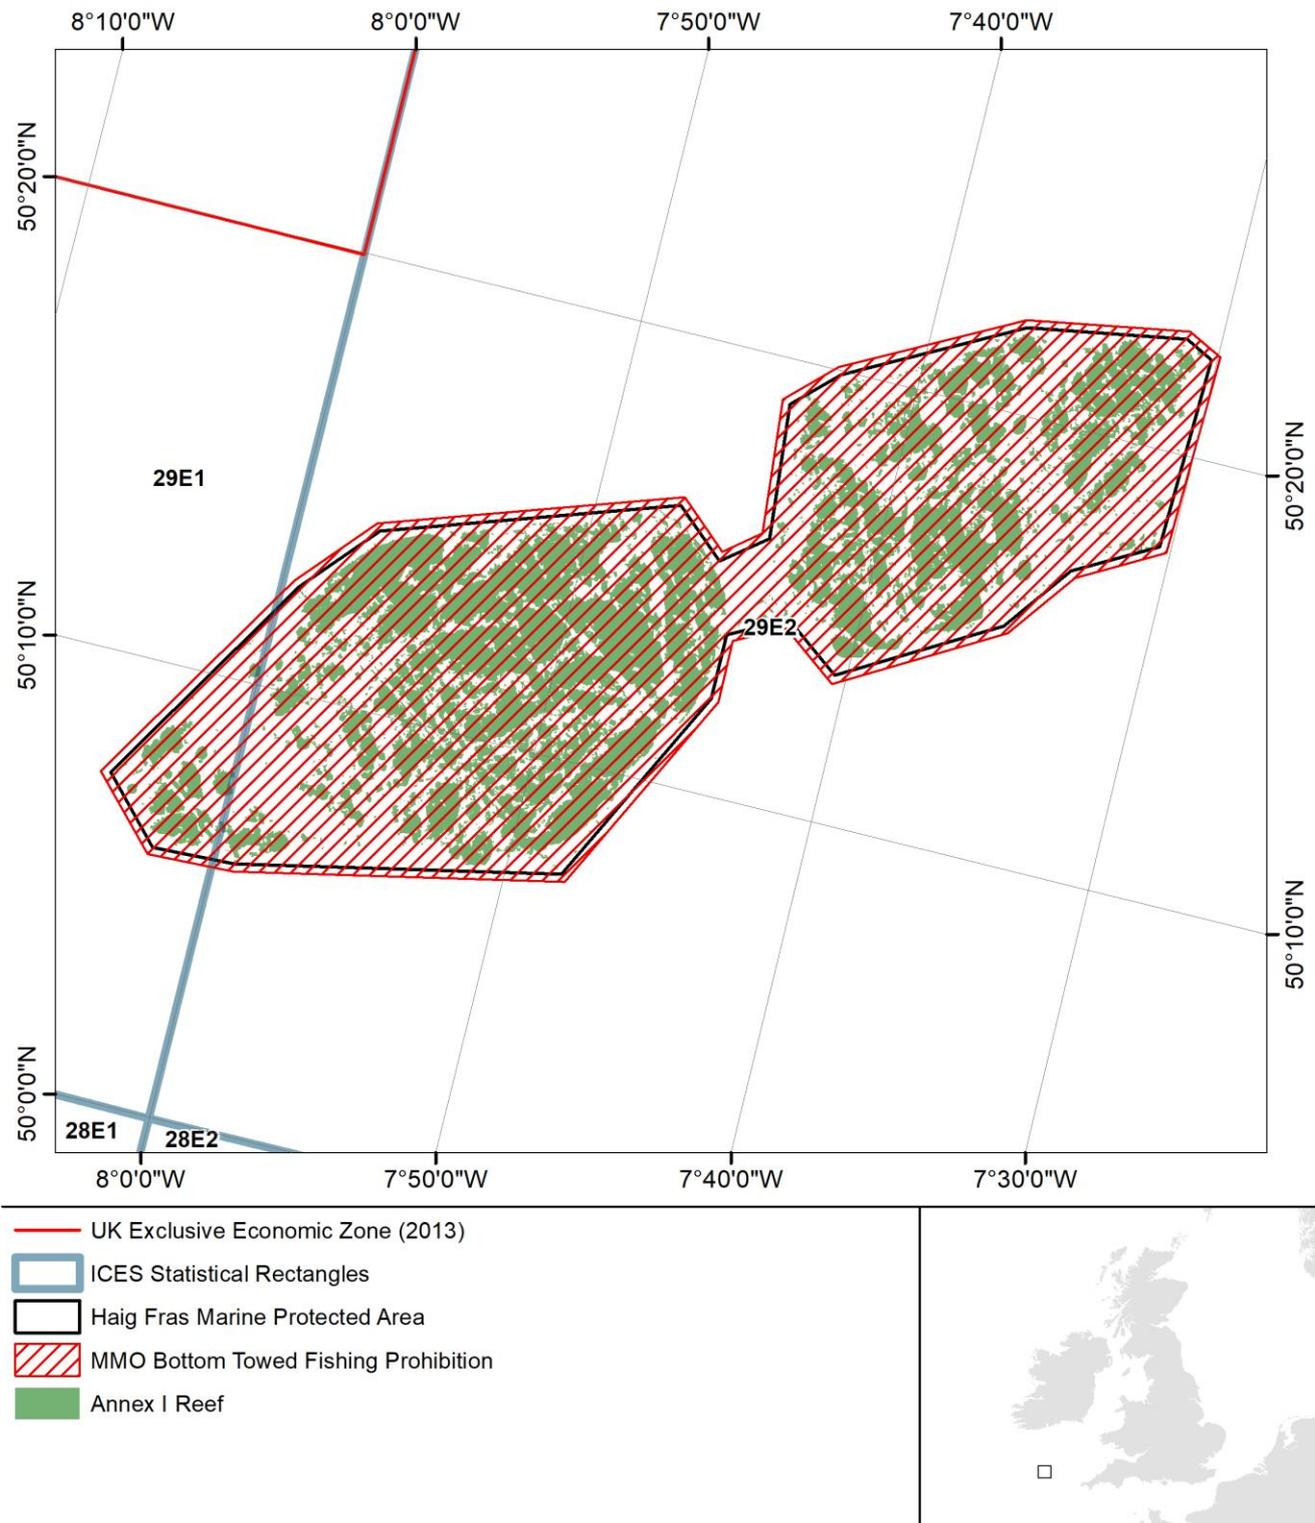 8°10'0"W
8°0'0"W
7°50'0"W
7°40'0"W
50°20'0"N
50°20'0"N
29E1
29E2
50°10'0"N
50°10'0"N
50°0'0"N
28E1
28E2
8°0'0"W
7°50'0"W
7°40'0"W
7°30'0"W
UK Exclusive Economic Zone (2013)
ICES Statistical Rectangles
Haig Fras Marine Protected Area
MMO Bottom Towed Fishing Prohibition
Annex I Reef